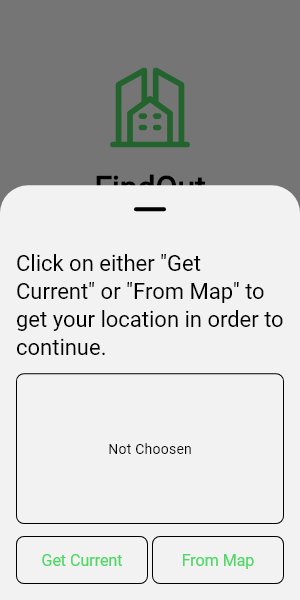 FindOut
Click on either "Get
Current" or "From Map" to
get your location in order to
continue.
Not Choosen
Get Current
From Map